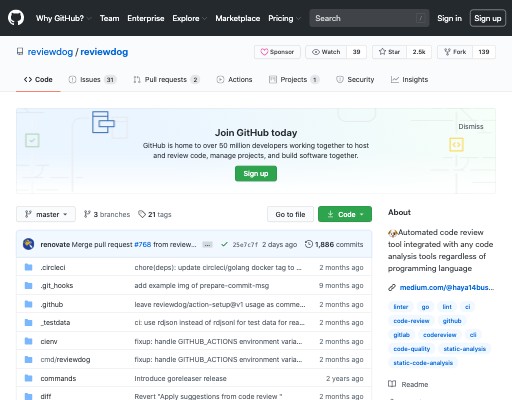 Why GitHub? Team Enterprise Explore Marketplace Pricing Search / Sign in Sign up
reviewdog / reviewdog Sponsor Watch 39 Star 2.5k Fork 139
Code Issues 31 Pull requests 2 Actions Projects 1 Security Insights
Dismiss
Join GitHub today
GitHub is home to over 50 million developers working together to host
and review code, manage projects, and build software together.
Sign up
master 3 branches 21 tags Go to file Code
renovate Merge pull request #768 from review... ... 25e7c7f 2 days ago 1,886 commits
.circleci chore(deps): update circleci/golang docker tag to ... 2 months ago
.git_hooks add example img of prepare-commit-msg 9 months ago
.github leave reviewdog/action-setup@v1 usage as comme... 2 months ago
_testdata ci: use rdjson instead of rdjsonl for test data for rea... 2 months ago
cienv fixup: handle GITHUB_ACTIONS environment varia... 2 months ago
cmd/reviewdog fixup: handle GITHUB_ACTIONS environment varia... 2 months ago
commands Introduce goreleaser release 2 years ago
diff Revert "Apply suggestions from code review " 2 months ago
About
🐶Automated code review
tool integrated with any code
analysis tools regardless of
programming language
medium.com/@haya14bus...
linter go lint ci
code-review github
gitlab codereview cli
code-quality static-analysis
static-code-analysis
Readme